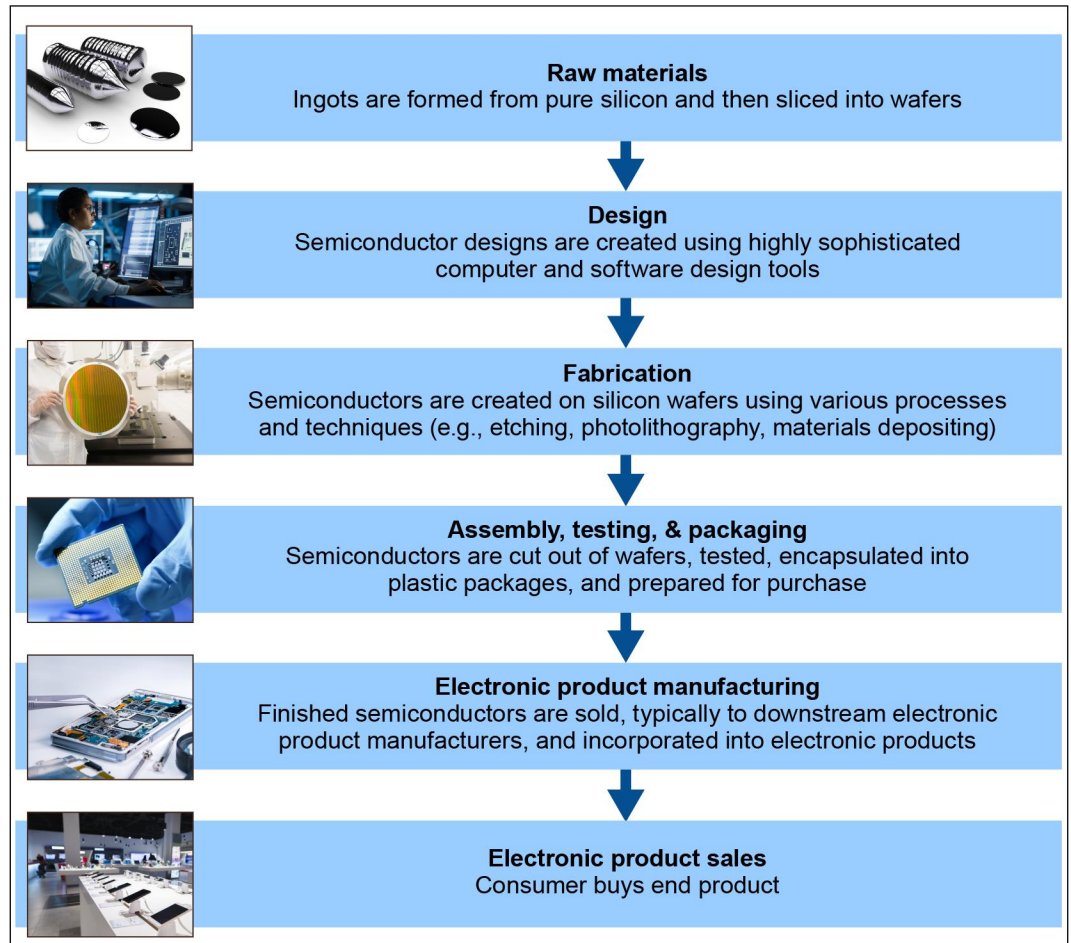 Raw materials
Ingots are formed from pure silicon and then sliced into wafers
Design
Semiconductor designs are created using highly sophisticated
computer and software design tools
Fabrication
Semiconductors are created on silicon wafers using various processes
and techniques (e.g., etching, photolithography, materials depositing)
Assembly, testing, & packaging
Semiconductors are cut out of wafers, tested, encapsulated into
plastic packages, and prepared for purchase
Electronic product manufacturing
Finished semiconductors are sold, typically to downstream electronic
product manufacturers, and incorporated into electronic products
Electronic product sales
Consumer buys end product